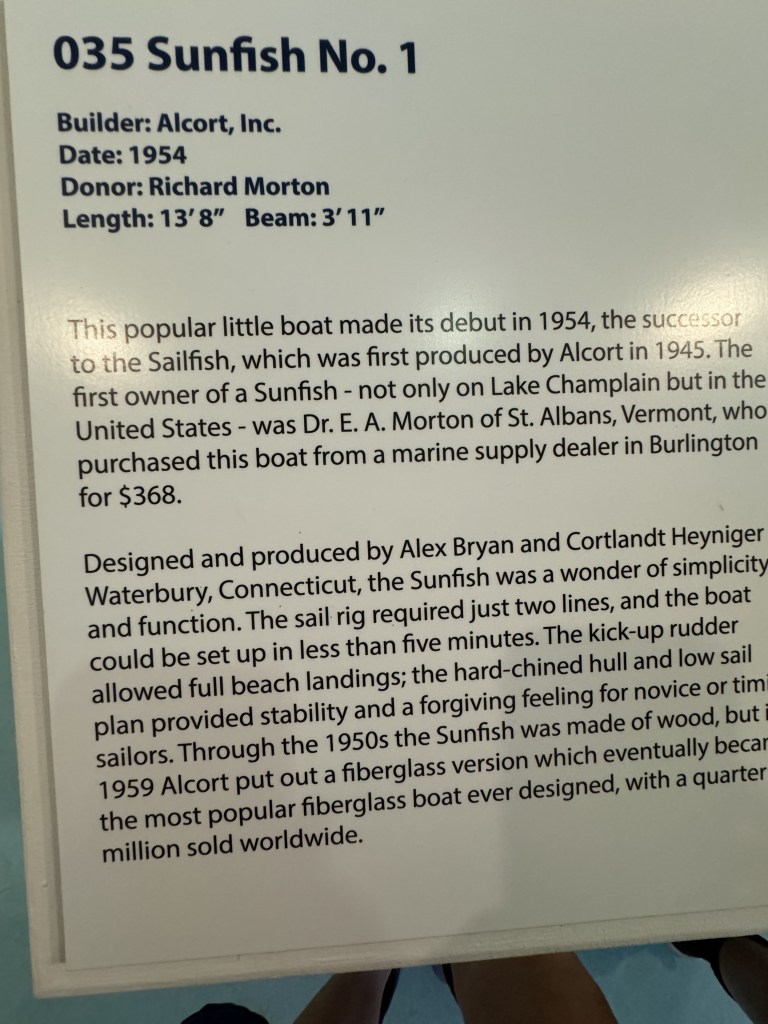 035 Sunfish No. 1
Builder: Alcort, Inc.
Date: 1954
Donor: Richard Morton
Length: 13’ 8” Beam: 3’ 11”
This popular little boat made its debut in 1954, the successor
to the Sailfish, which was first produced by Alcort in 1945. The
first owner of a Sunfish - not only on Lake Champlain but in the
United States - was Dr. E. A. Morton of St. Albans, Vermont, who
purchased this boat from a marine supply dealer in Burlington
for $368.
Designed and produced by Alex Bryan and Cortlandt Heyniger
Waterbury, Connecticut, the Sunfish was a wonder of simplicity
and function. The sail rig required just two lines, and the boat
could be set up in less than five minutes. The kick-up rudder
allowed full beach landings; the hard-chined hull and low sail
plan provided stability and a forgiving feeling for novice or
sailors. Through the 1950s the Sunfish was made of wood, but
1959 Alcort put out a fiberglass version which eventually
the most popular fiberglass boat ever designed, with a quarter
million sold worldwide.